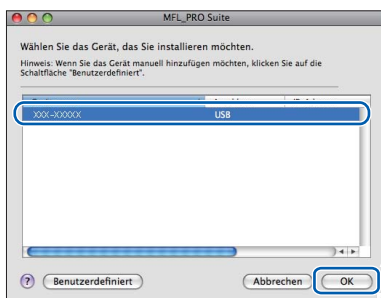 MFL_PRO Suite
Wählen Sie das Gerät, das Sie installieren möchten.
Hinweis: Wenn Sie das Gerät manuell hinzufügen möchten, klicken Sie auf die
Schaltfläche "Benutzerdefiniert".
XXX-XXXXX USB
? Benutzerdefiniert Abbrechen OK